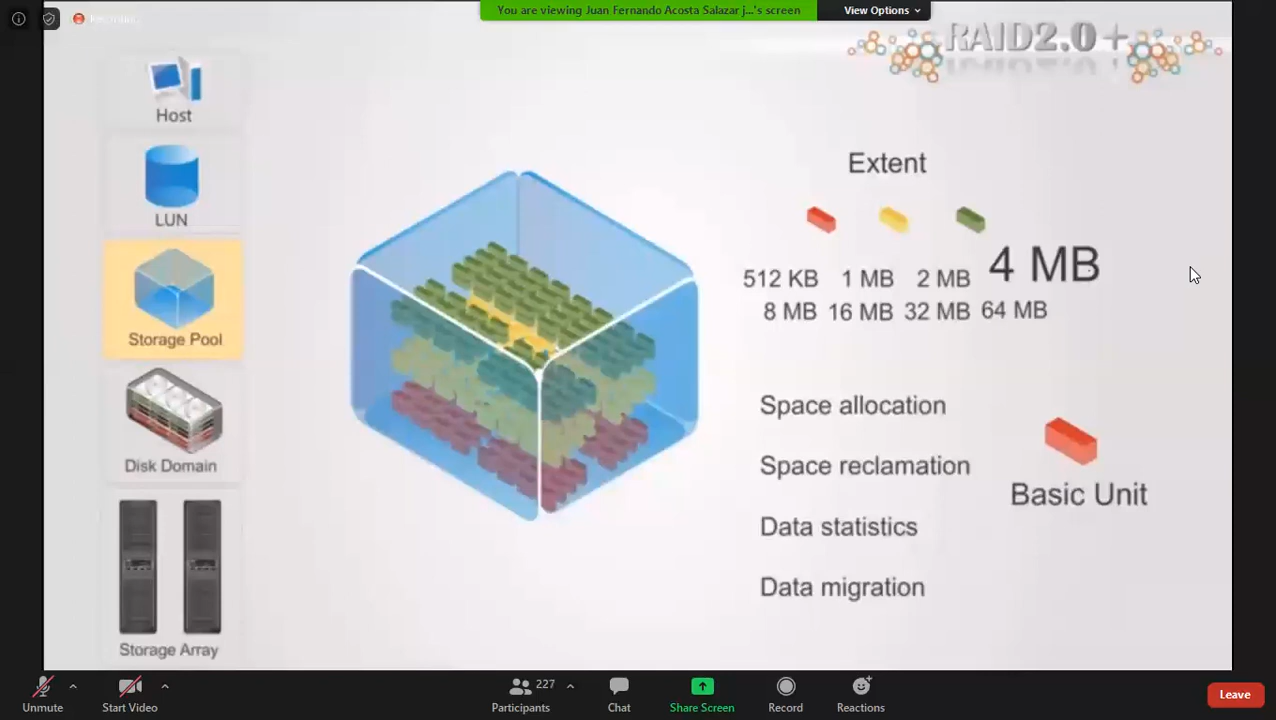 You are viewing Juan Fernando Acosta Salazar j...'s screen
View Options
RAID2.0+
Host
LUN
Storage Pool
Disk Domain
Storage Array
Extent
512 KB 1 MB 2 MB 4 MB
8 MB 16 MB 32 MB 64 MB
Space allocation
Space reclamation
Data statistics
Data migration
Basic Unit
Unmute
Start Video
227
Participants
Chat
Share Screen
Record
Reactions
Leave